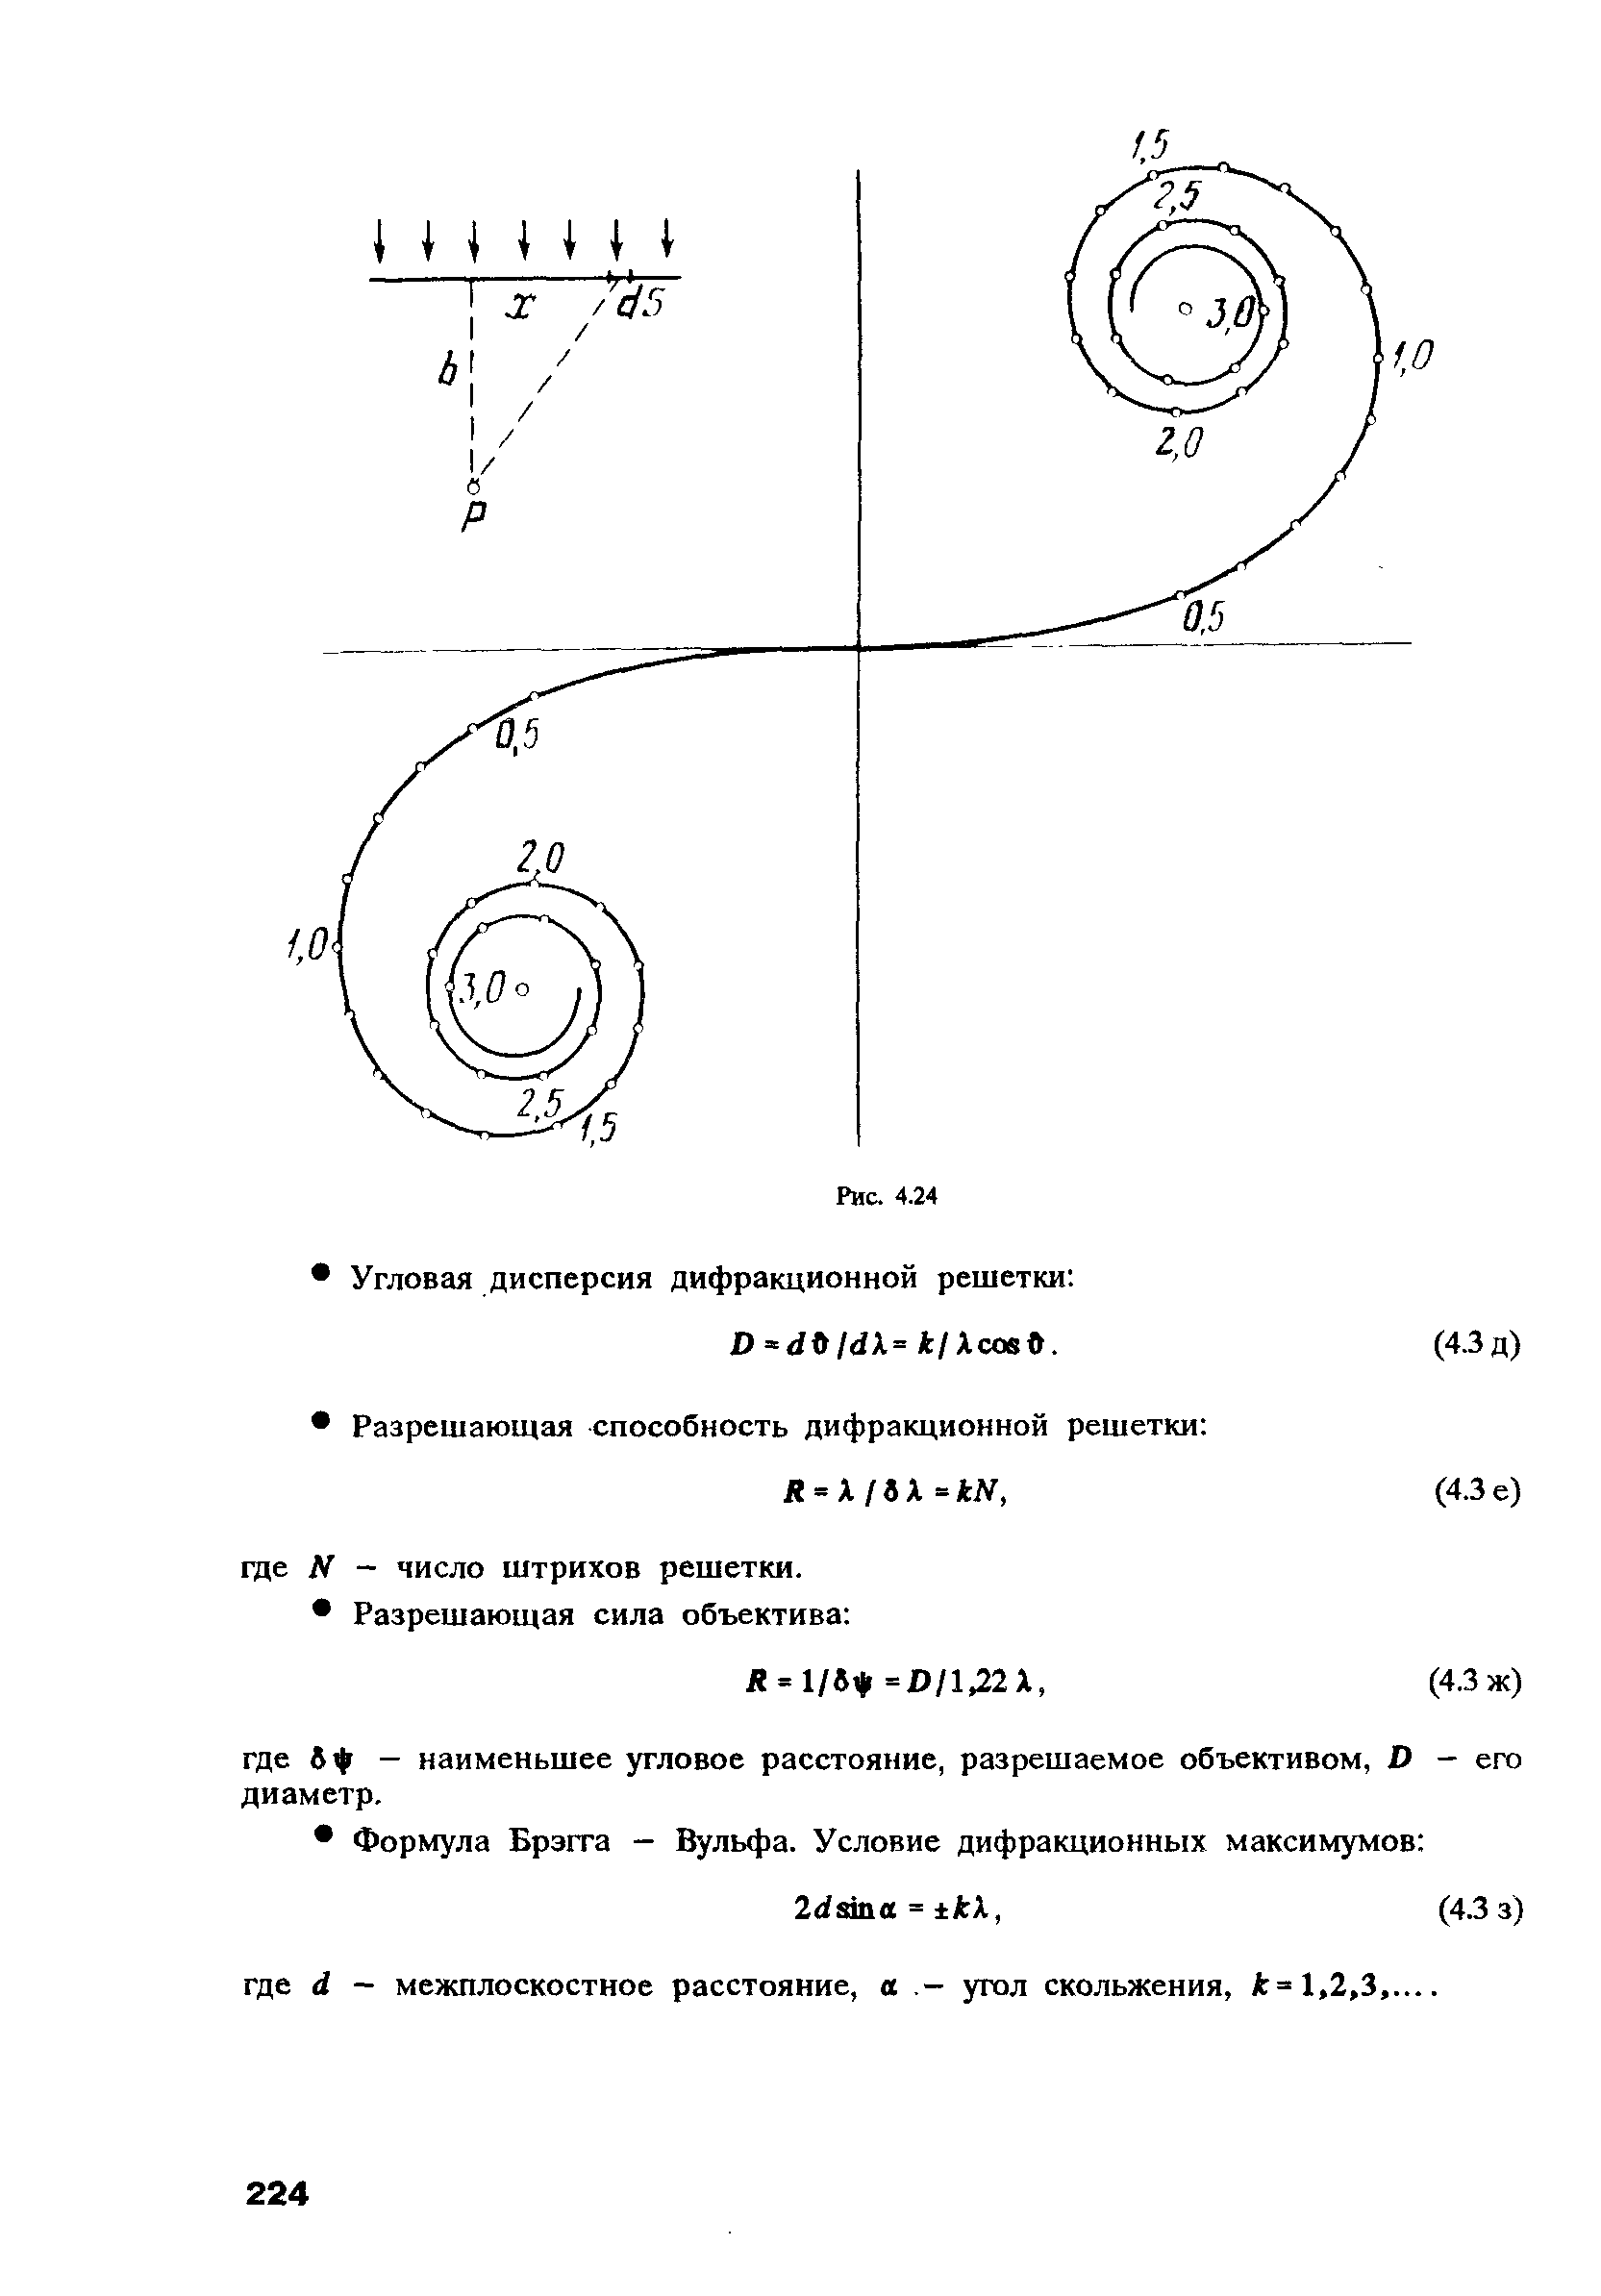 1,5
2,5
x
dS
3,0
b
1,0
2,0
P
0,5
0,5
2,0
1,0
3,0
2,5
1,5
Рис. 4.24
• Угловая дисперсия дифракционной решетки:
D = dϑ/dλ = k/λcosϑ. (4.3 д)
• Разрешающая способность дифракционной решетки:
R = λ/δλ = kN, (4.3 е)
где N – число штрихов решетки.
• Разрешающая сила объектива:
R = 1/δψ = D/1,22λ, (4.3 ж)
где δψ – наименьшее угловое расстояние, разрешаемое объективом, D – его
диаметр.
• Формула Брэгга – Вульфа. Условие дифракционных максимумов:
2dsinα = ±kλ, (4.3 з)
где d – межплоскостное расстояние, α – угол скольжения, k = 1,2,3,....
224